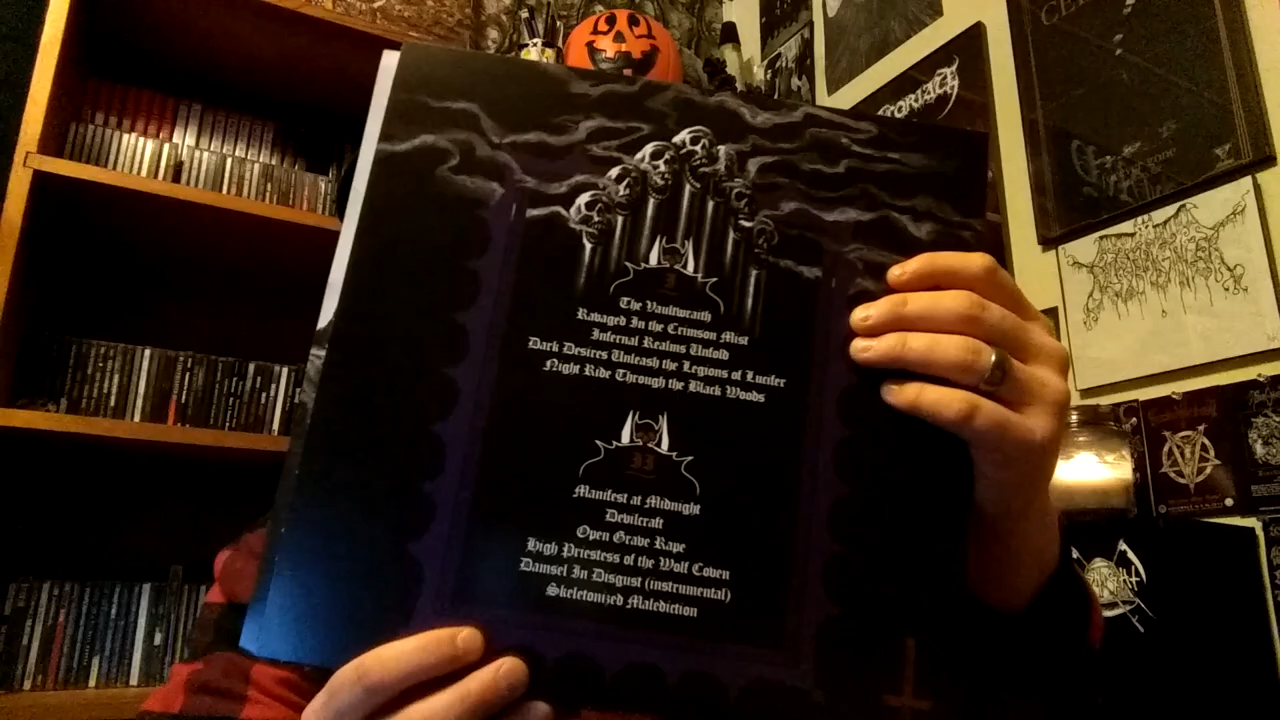 I
The Vaultwraith
Ravaged In the Crimson Mist
Infernal Realms Unfold
Dark Desires Unleash the Legions of Lucifer
Night Ride Through the Black Woods
II
Manifest at Midnight
Devilcraft
Open Grave Rape
High Priestess of the Wolf Coven
Damsel In Disgust (instrumental)
Skeletonized Malediction